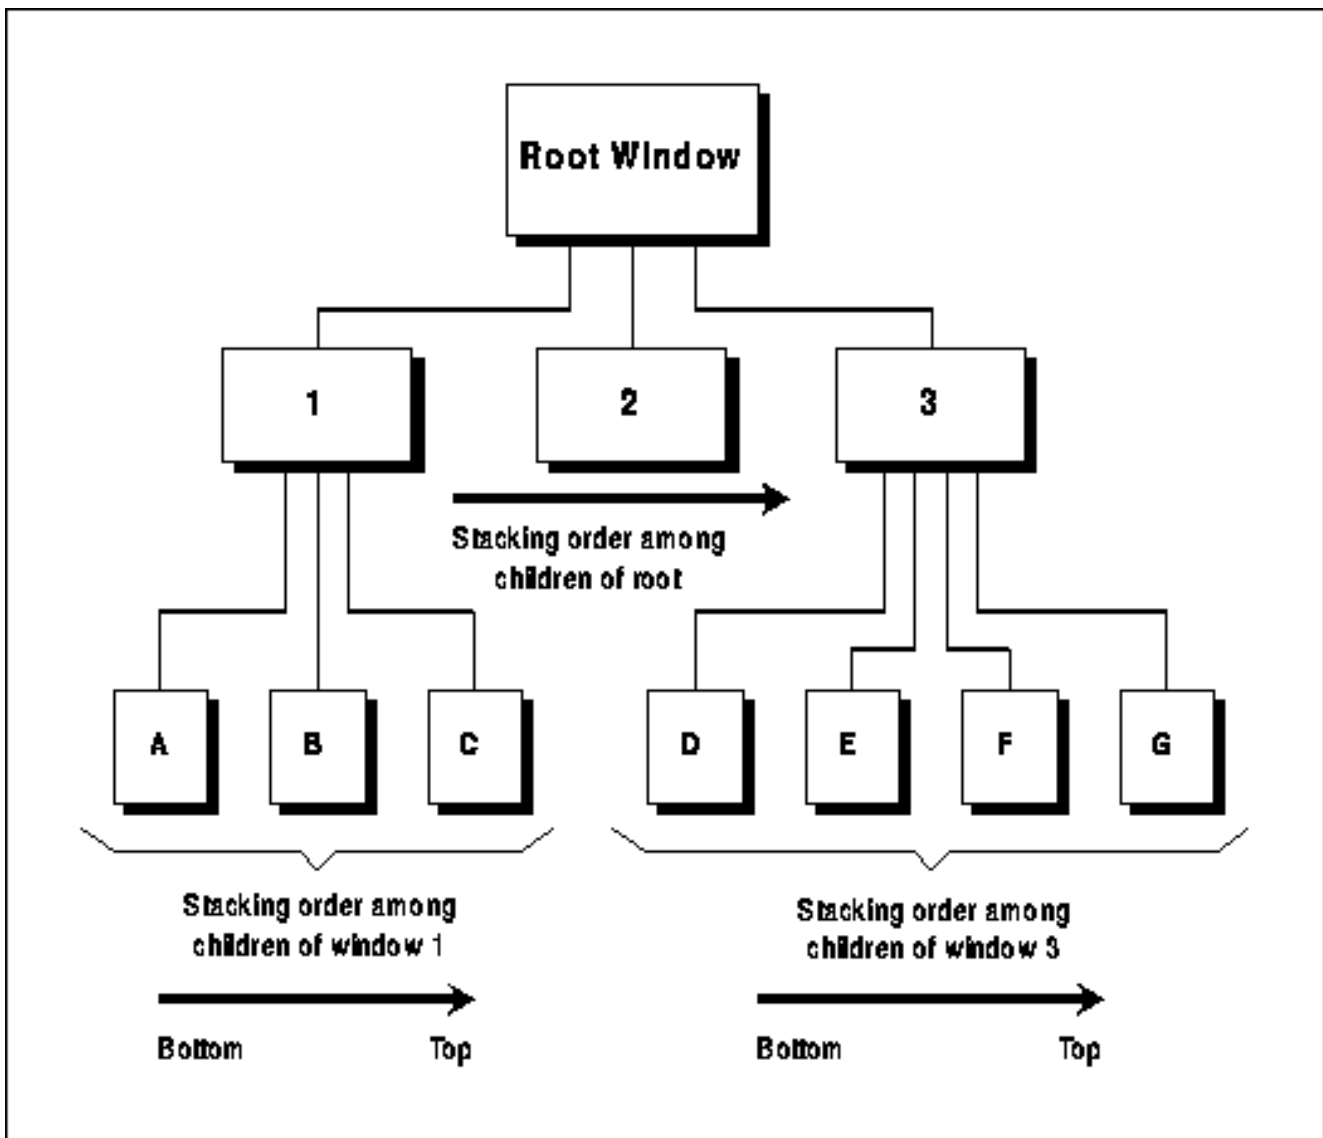 Root Window
1
2
3
Stacking order among
children of root
A
B
C
D
E
F
G
Stacking order among
children of window 1
Bottom
Top
Stacking order among
children of window 3
Bottom
Top